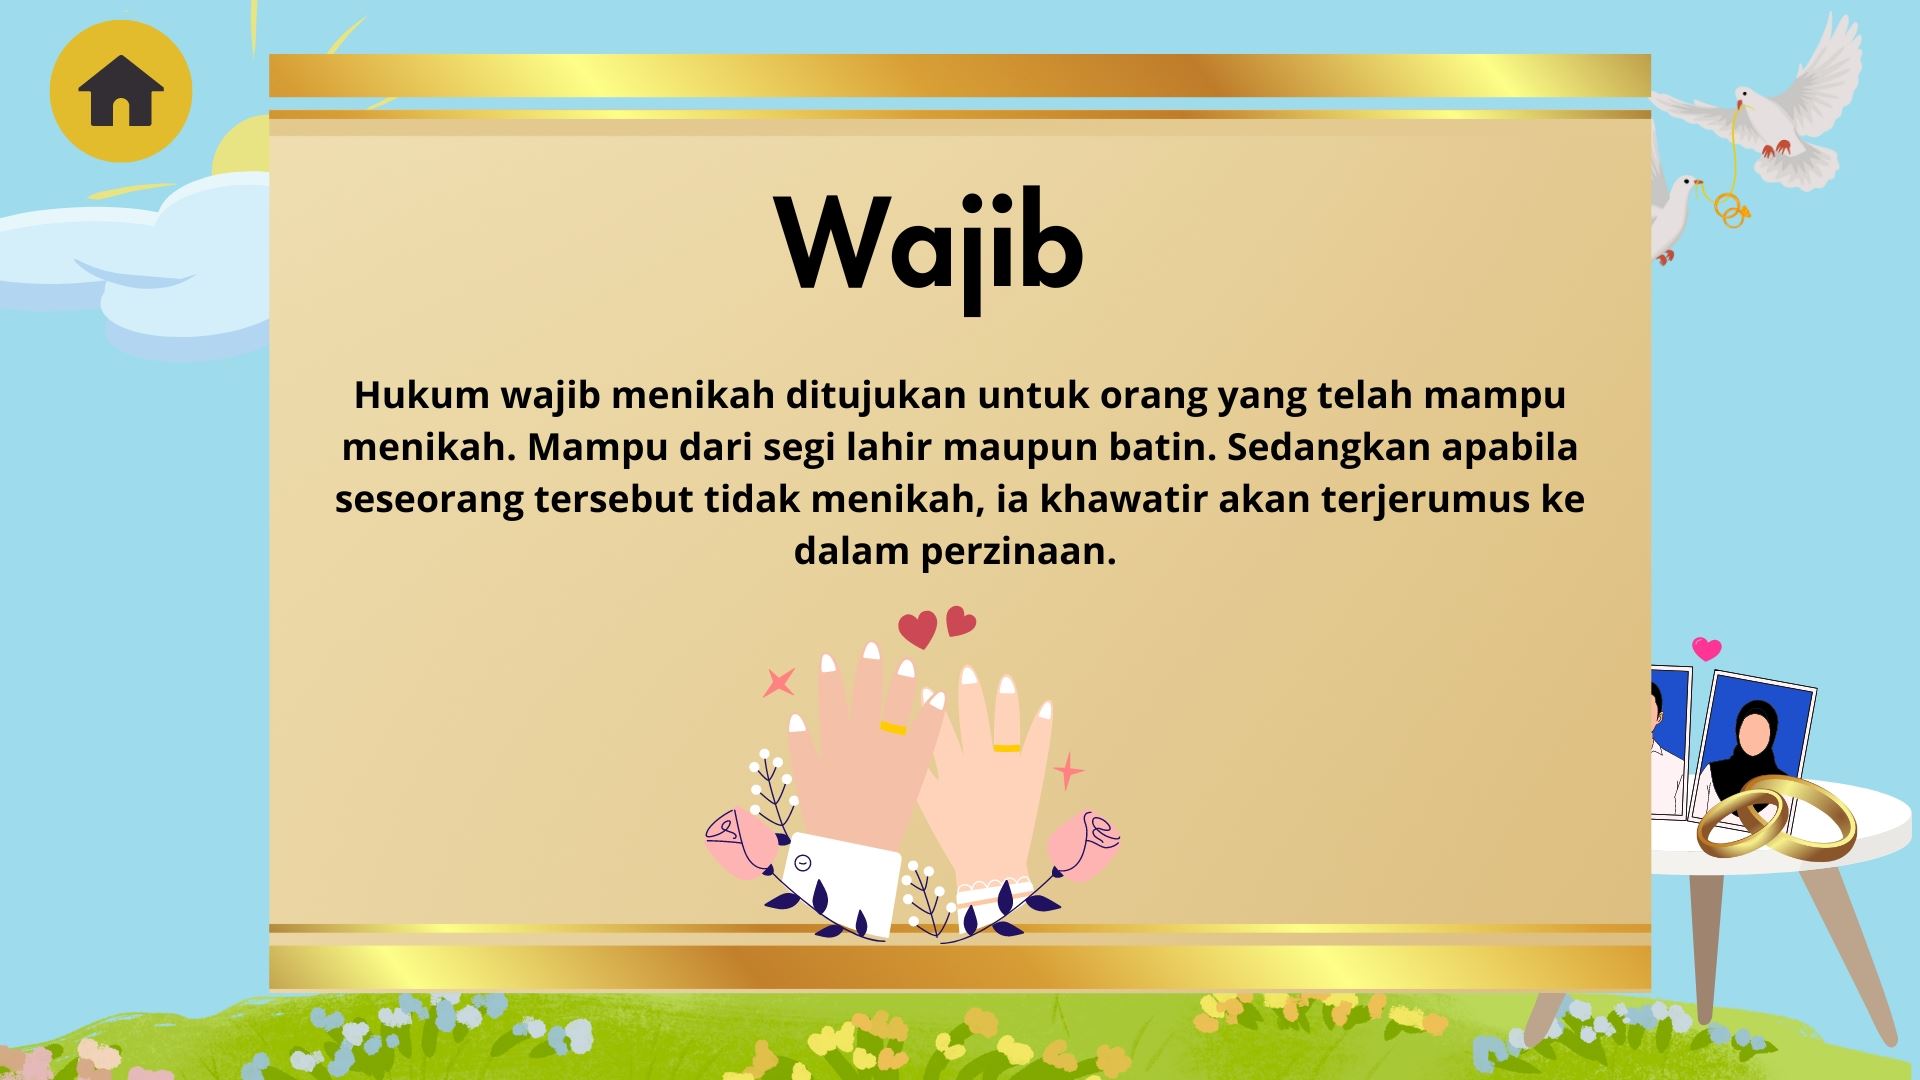 Wajib
Hukum wajib menikah ditujukan untuk orang yang telah mampu
menikah. Mampu dari segi lahir maupun batin. Sedangkan apabila
seseorang tersebut tidak menikah, ia khawatir akan terjerumus ke
dalam perzinaan.